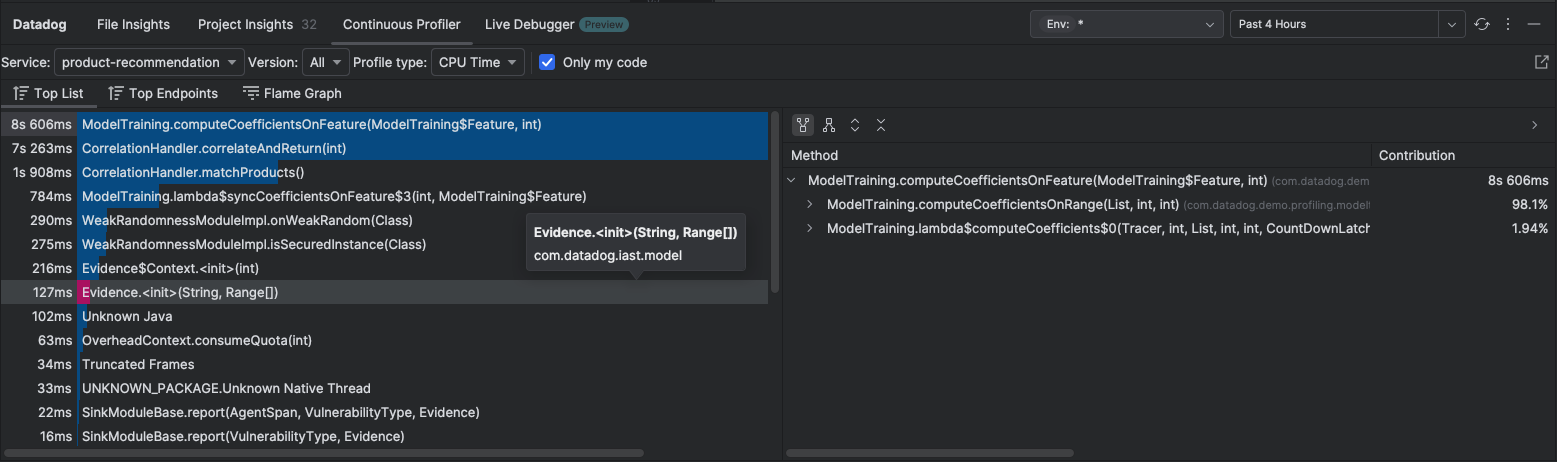 Datadog File Insights Project Insights 32 Continuous Profiler Live Debugger Preview Env: * Past 4 Hours
Service: product-recommendation Version: All Profile type: CPU Time Only my code
Top List Top Endpoints Flame Graph
8s 606ms ModelTraining.computeCoefficientsOnFeature(ModelTraining$Feature, int)
7s 263ms CorrelationHandler.correlateAndReturn(int)
1s 908ms CorrelationHandler.matchProducts()
784ms ModelTraining.lambda$syncCoefficientsOnFeature$3(int, ModelTraining$Feature)
290ms WeakRandomnessModuleImpl.onWeakRandom(Class)
275ms WeakRandomnessModuleImpl.isSecuredInstance(Class)
216ms Evidence$Context.<init>(int)
127ms Evidence.<init>(String, Range[])
102ms Unknown Java
63ms OverheadContext.consumeQuota(int)
34ms Truncated Frames
33ms UNKNOWN_PACKAGE.Unknown Native Thread
22ms SinkModuleBase.report(AgentSpan, VulnerabilityType, Evidence)
16ms SinkModuleBase.report(VulnerabilityType, Evidence)
Evidence.<init>(String, Range[])
com.datadog.iast.model
Method Contribution
ModelTraining.computeCoefficientsOnFeature(ModelTraining$Feature, int) (com.datadog.dem 8s 606ms
ModelTraining.computeCoefficientsOnRange(List, int, int) (com.datadog.demo.profiling.model 98.1%
ModelTraining.lambda$computeCoefficients$0(Tracer, int, List, int, int, CountDownLatch 1.94%